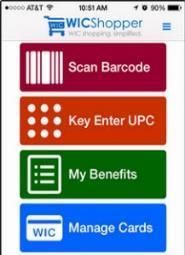 AT&T 10:51 AM 90%
WICShopper
WIC shopping. simplified.
Scan Barcode
Key Enter UPC
My Benefits
WIC
Manage Cards